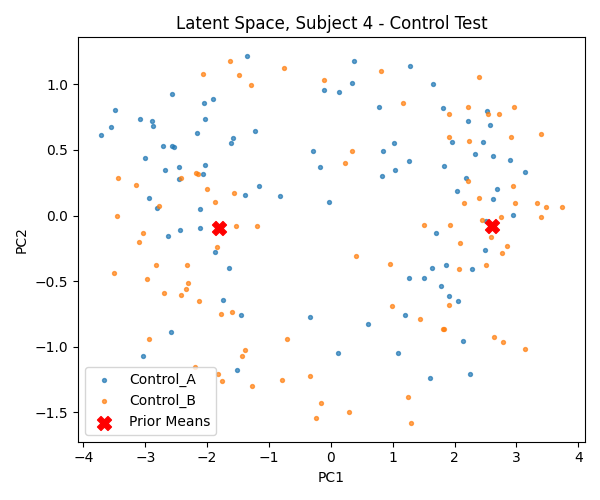 Latent Space, Subject 4 - Control Test
1.0
0.5
0.0
−0.5
−1.0
−1.5
PC2
Control_A
Control_B
Prior Means
−4
−3
−2
−1
0
1
2
3
4
PC1